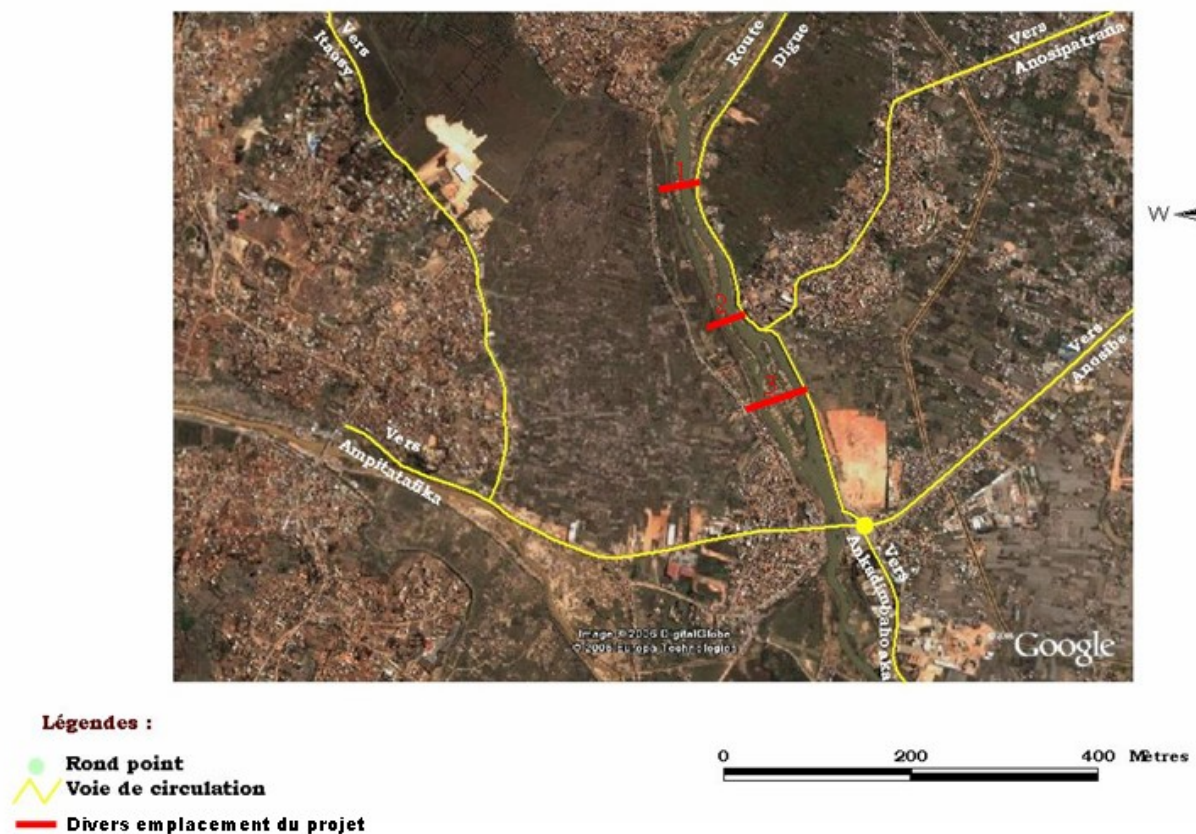 Vers
Itaosy
Route
Digue
Vers
Anosipatrana
1
W
2
3
Vers
Anosibe
Vers
Ampitatafika
Vers
Image © 2006 DigitalGlobe
© 2006 Europa Technologies
Google
Légendes :
Rond point
Voie de circulation
Divers emplacement du projet
0 200 400 Mètres